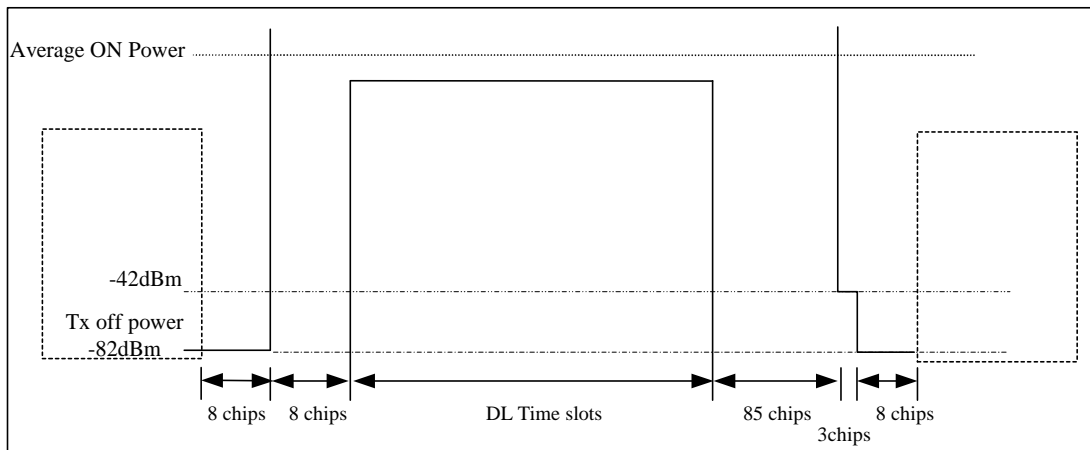 Average ON Power
-42dBm
Tx off power
-82dBm
8 chips
8 chips
DL Time slots
85 chips
3chips
8 chips